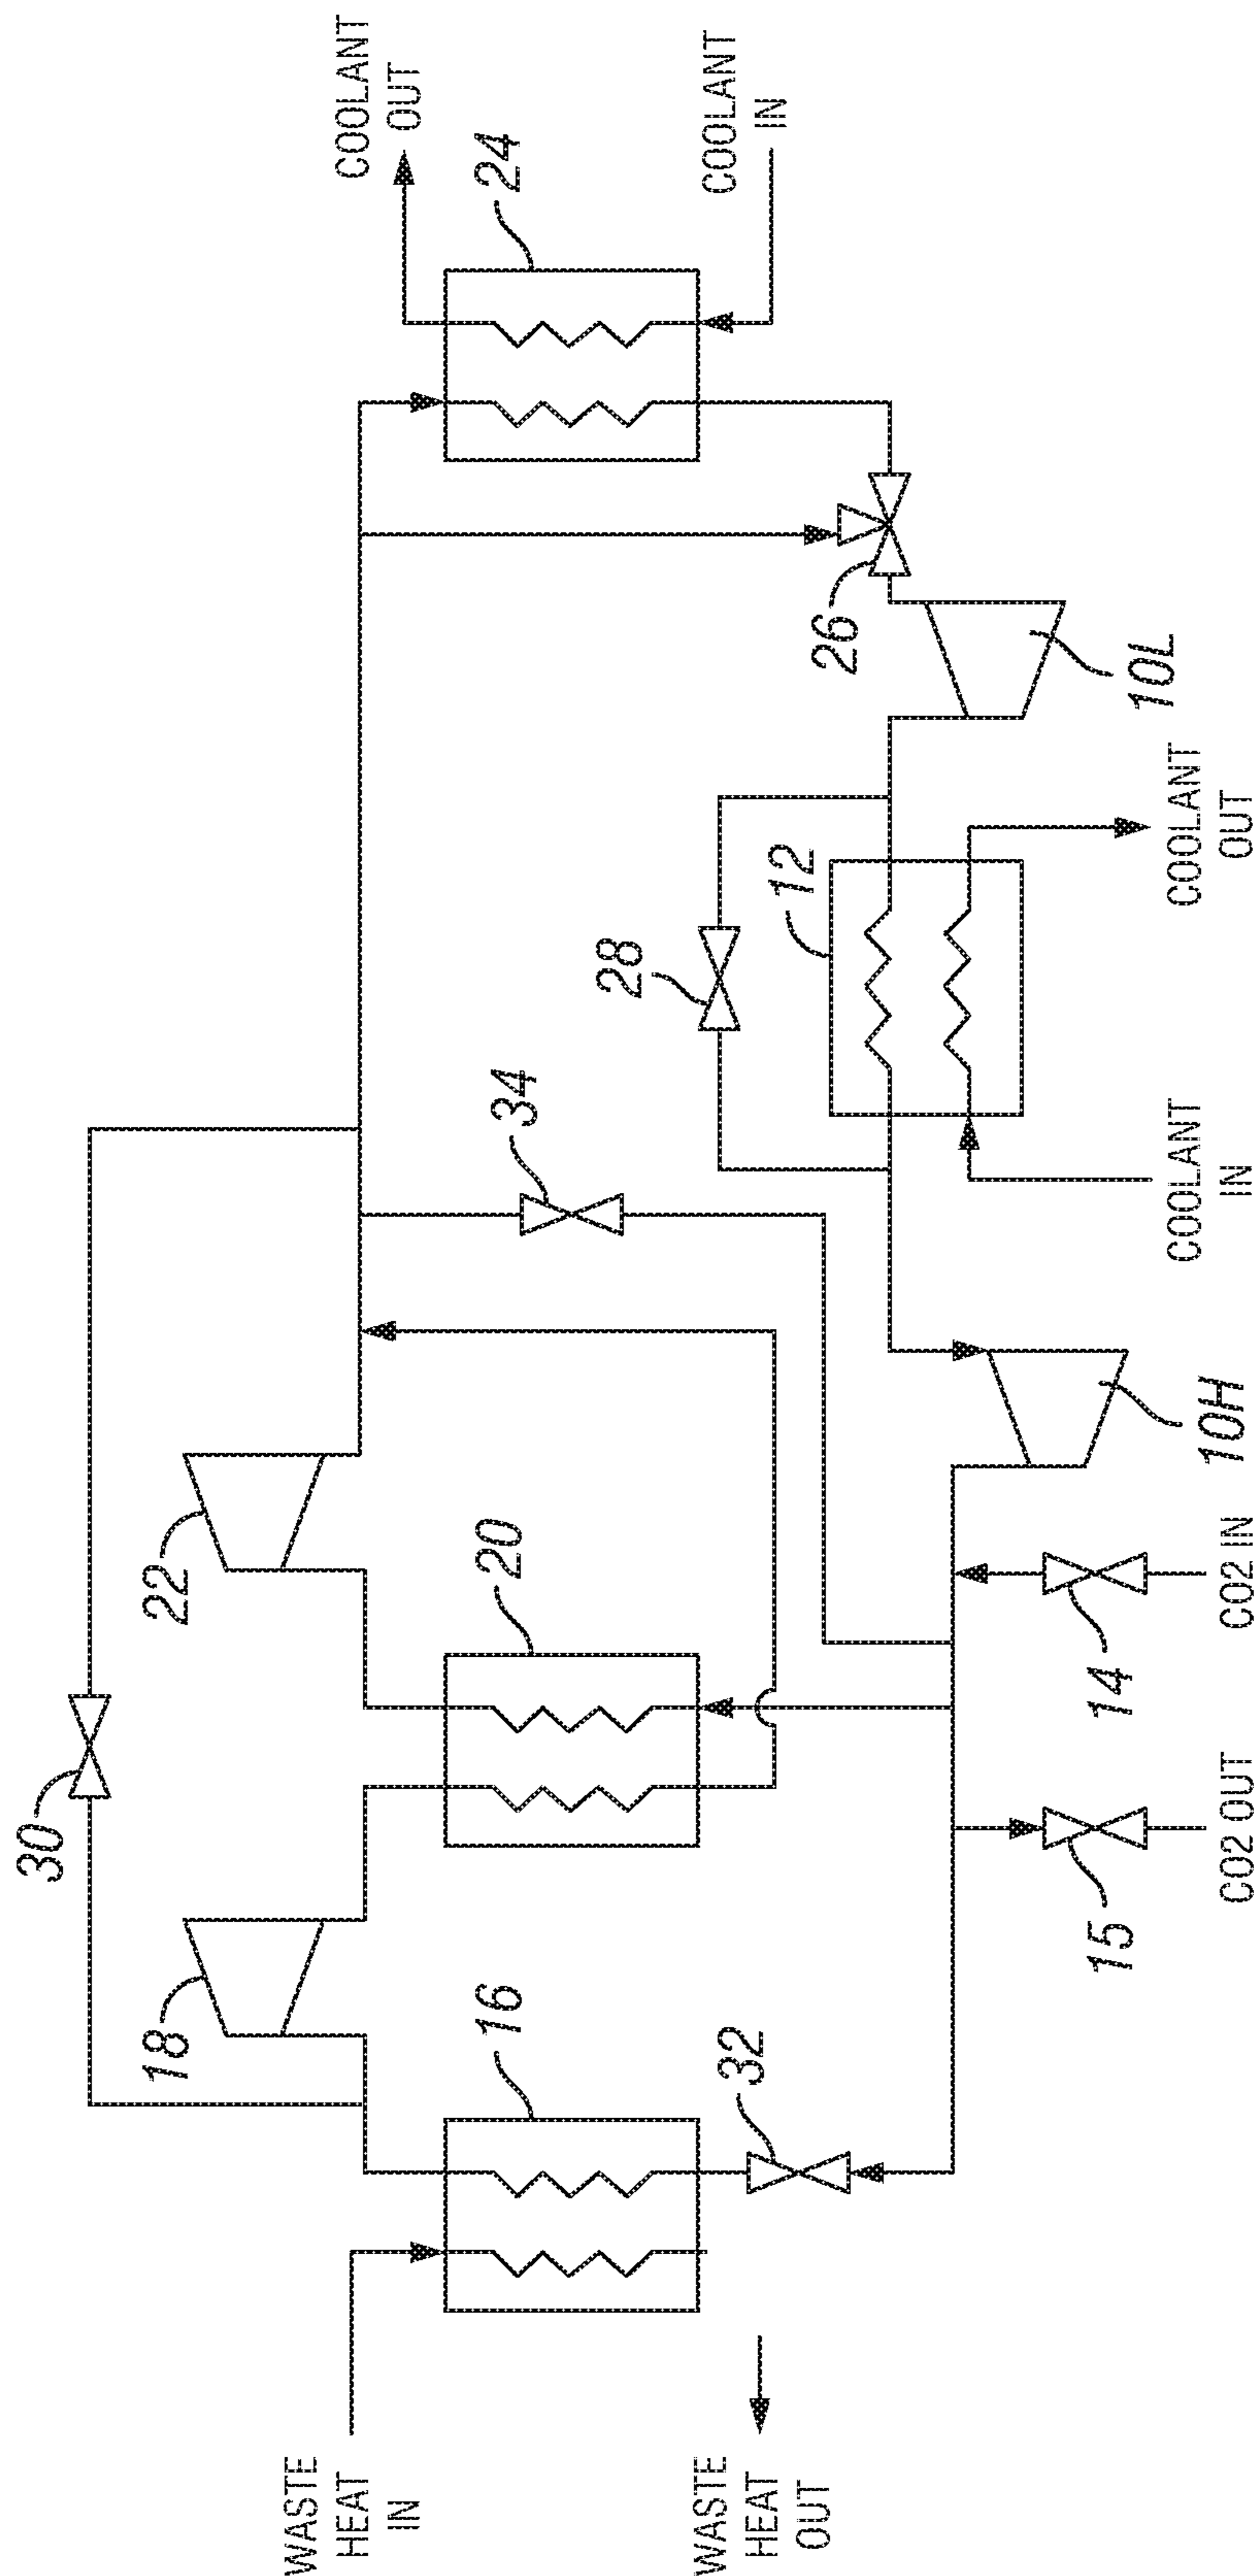 COOLANT
OUT
24
COOLANT
IN
26
10L
12
COOLANT
OUT
28
34
COOLANT
IN
10H
22
20
CO2 IN
14
30
CO2 OUT
15
18
16
32
WASTE
HEAT
IN
WASTE
HEAT
OUT